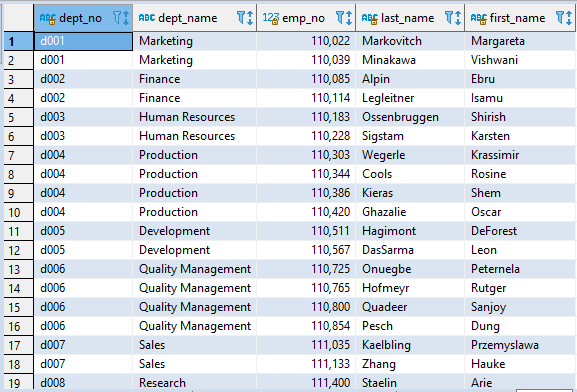 ABC dept_no ABC dept_name 123 emp_no ABC last_name ABC first_name
1 d001 Marketing 110,022 Markovitch Margareta
2 d001 Marketing 110,039 Minakawa Vishwani
3 d002 Finance 110,085 Alpin Ebru
4 d002 Finance 110,114 Legleitner Isamu
5 d003 Human Resources 110,183 Ossenbruggen Shirish
6 d003 Human Resources 110,228 Sigstam Karsten
7 d004 Production 110,303 Wegerle Krassimir
8 d004 Production 110,344 Cools Rosine
9 d004 Production 110,386 Kieras Shem
10 d004 Production 110,420 Ghazalie Oscar
11 d005 Development 110,511 Hagimont DeForest
12 d005 Development 110,567 DasSarma Leon
13 d006 Quality Management 110,725 Onuegbe Peternela
14 d006 Quality Management 110,765 Hofmeyr Rutger
15 d006 Quality Management 110,800 Quadeer Sanjoy
16 d006 Quality Management 110,854 Pesch Dung
17 d007 Sales 111,035 Kaelbling Przemyslawa
18 d007 Sales 111,133 Zhang Hauke
19 d008 Research 111,400 Staelin Arie